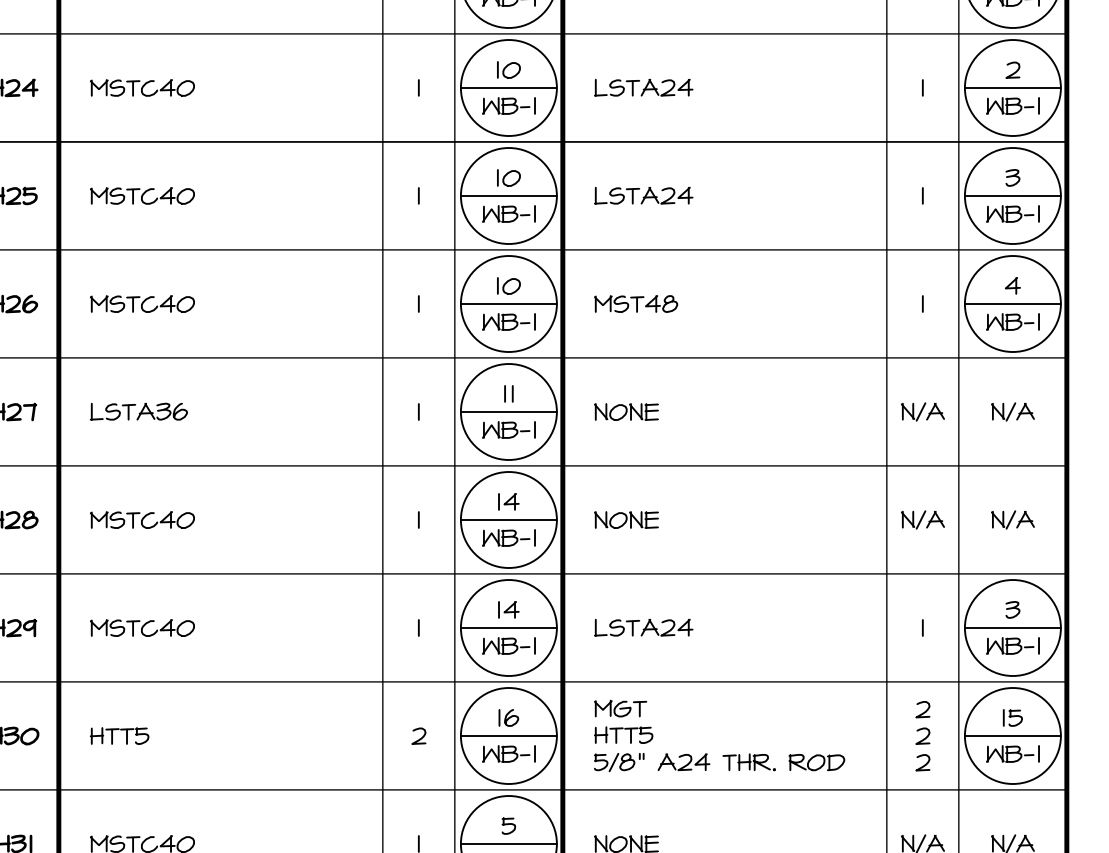 WB-1 WB-1
H24 MSTC40 1 10 WB-1 LSTA24 1 2 WB-1
H25 MSTC40 1 10 WB-1 LSTA24 1 3 WB-1
H26 MSTC40 1 10 WB-1 MST48 1 4 WB-1
H27 LSTA36 1 11 WB-1 NONE N/A N/A
H28 MSTC40 1 14 WB-1 NONE N/A N/A
H29 MSTC40 1 14 WB-1 LSTA24 1 3 WB-1
H30 HTT5 2 16 WB-1
MGT 2
HTT5 2
5/8" A24 THR. ROD 2
15 WB-1
H31 MSTC40 1 5 NONE N/A N/A